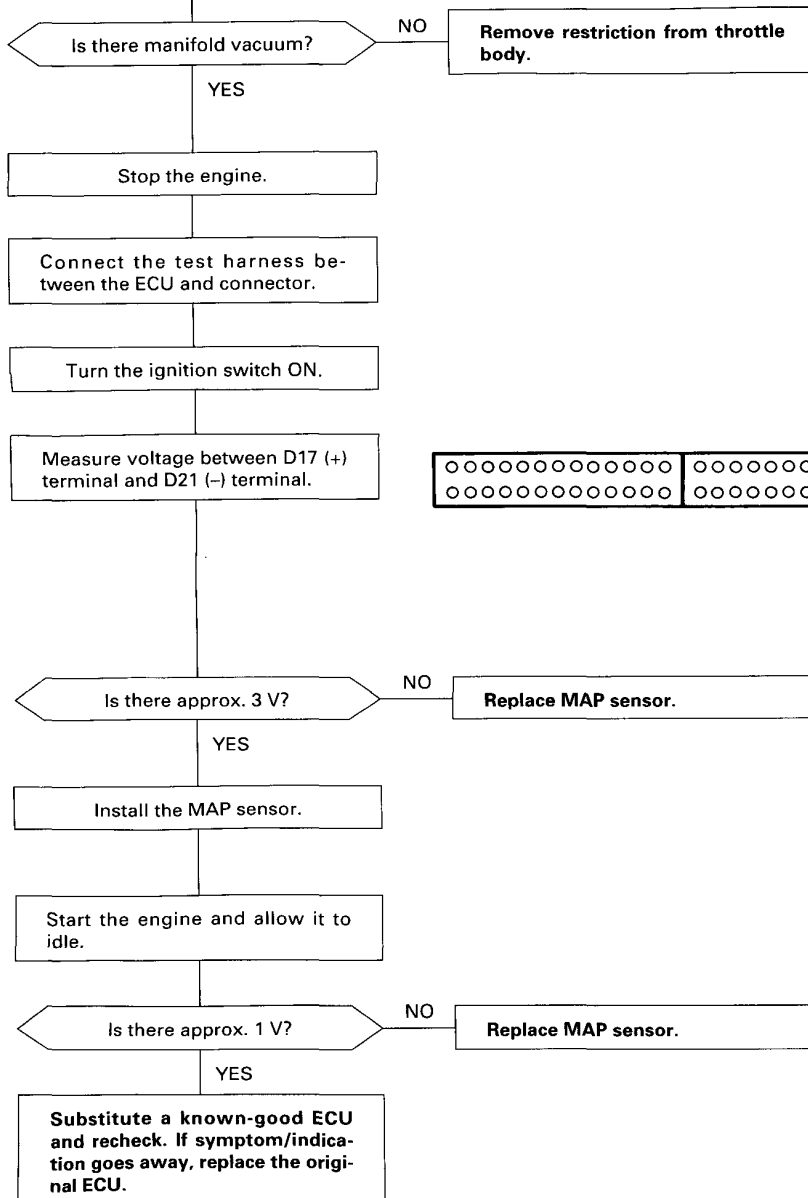 Is there manifold vacuum?
NO
Remove restriction from throttle
body.
YES
Stop the engine.
Connect the test harness be-
tween the ECU and connector.
Turn the ignition switch ON.
Measure voltage between D17 (+)
terminal and D21 (–) terminal.
Is there approx. 3 V?
NO
Replace MAP sensor.
YES
Install the MAP sensor.
Start the engine and allow it to
idle.
Is there approx. 1 V?
NO
Replace MAP sensor.
YES
Substitute a known-good ECU
and recheck. If symptom/indica-
tion goes away, replace the origi-
nal ECU.